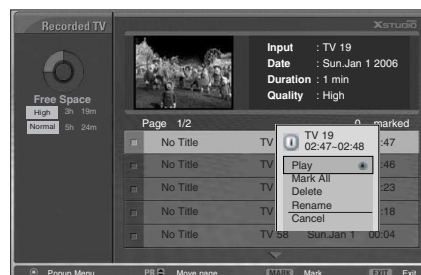 Recorded TV
XSTUDIO
Input : TV 19
Date : Sun.Jan 1 2006
Duration : 1 min
Quality : High
Free Space
High 3h 19m
Normal 5h 24m
Page 1/2 0 marked
No Title TV :47
No Title TV :46
No Title TV :23
No Title TV :18
No Title TV 58 Sun.Jan 1 00:04
TV 19
02:47~02:48
Play
Mark All
Delete
Rename
Cancel
Popup Menu PR Move page MARK Mark EXIT Exit